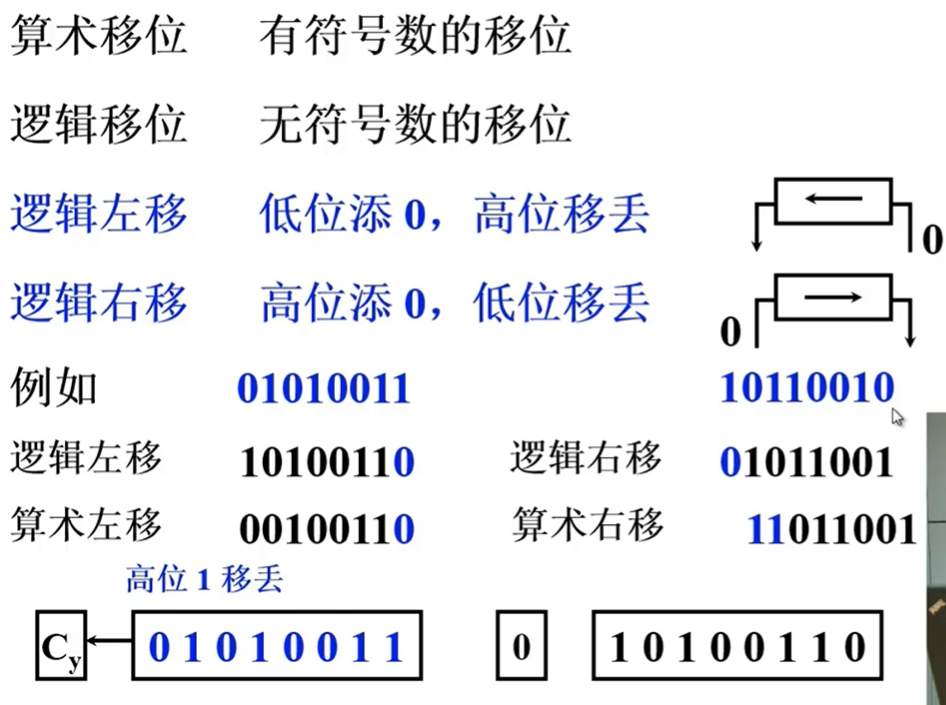 算术移位 有符号数的移位
逻辑移位 无符号数的移位
逻辑左移 低位添 0，高位移丢
0
逻辑右移 高位添 0，低位移丢
0
例如 01010011 10110010
逻辑左移 10100110 逻辑右移 01011001
算术左移 00100110 算术右移 11011001
高位 1 移丢
Cy 0 1 0 1 0 0 1 1 0 1 0 1 0 0 1 1 0